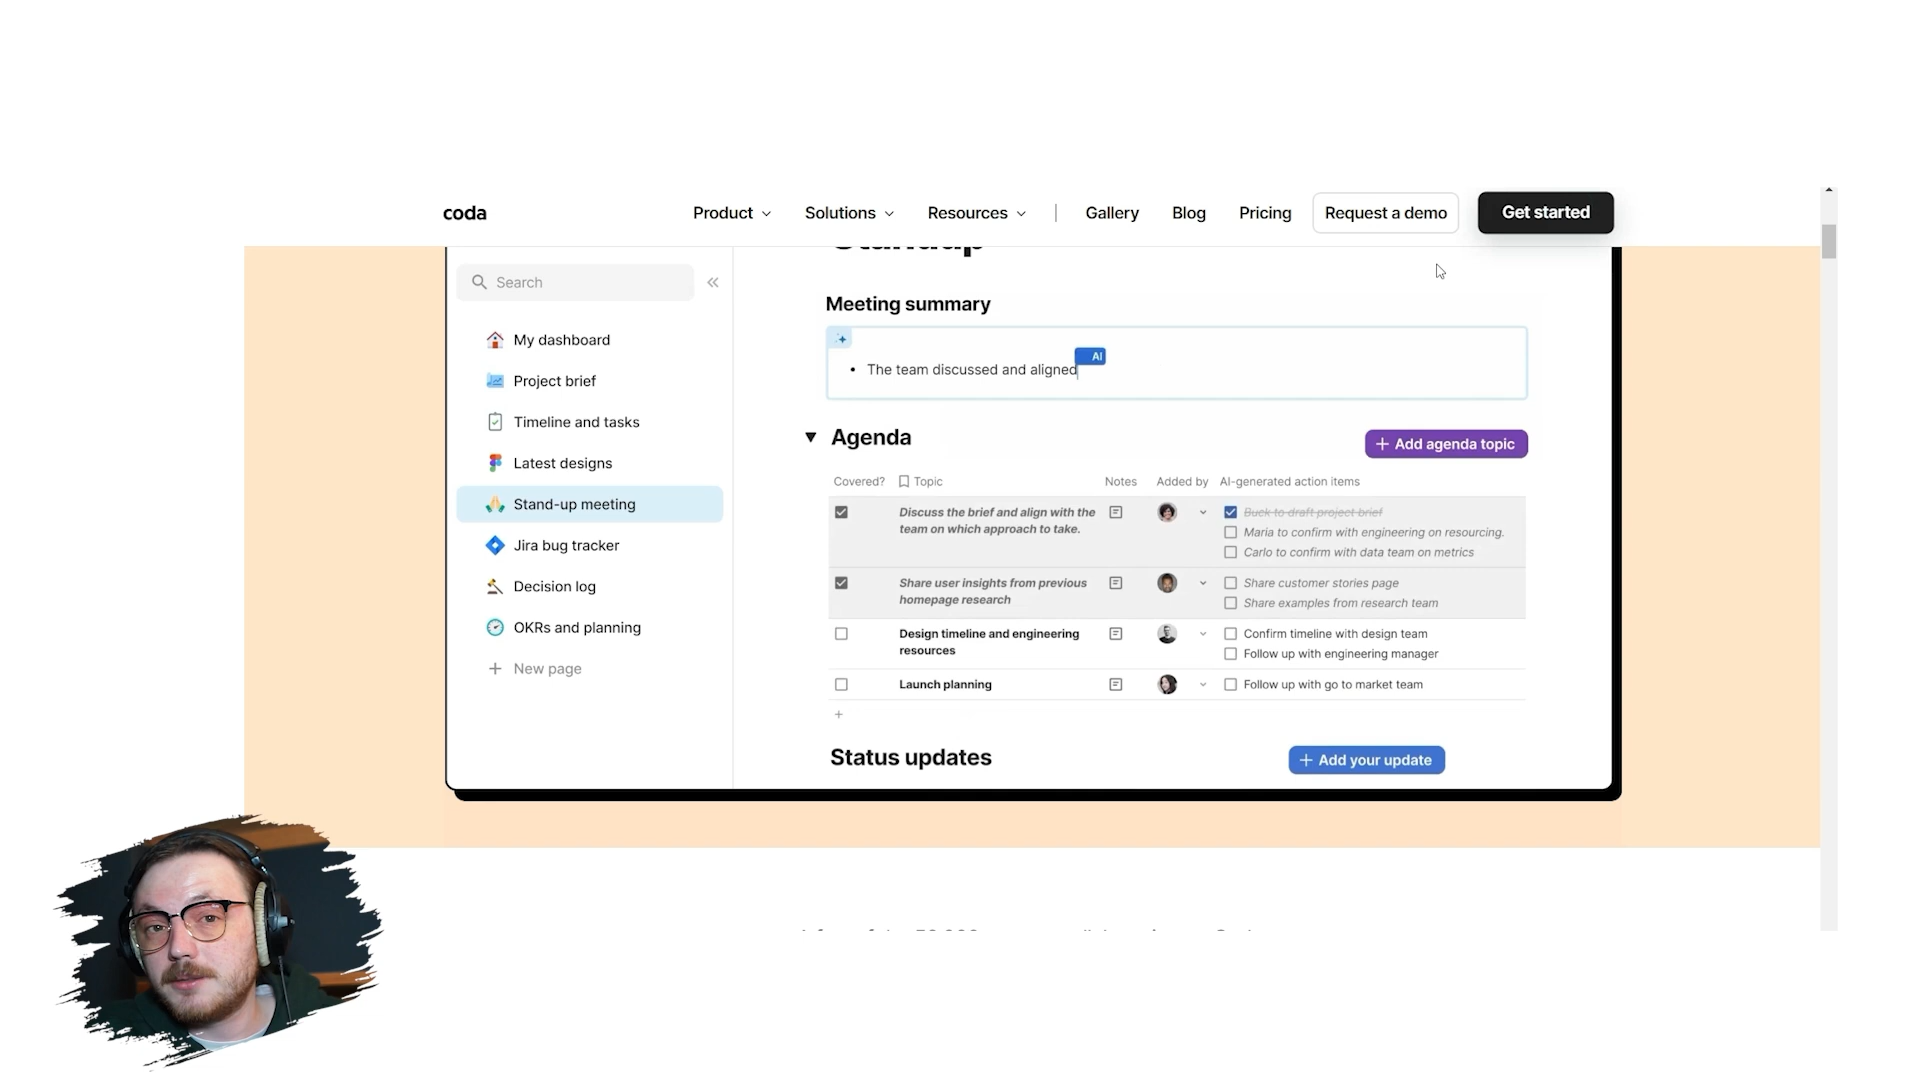 coda
Product
Solutions
Resources
Gallery
Blog
Pricing
Request a demo
Get started
Search
My dashboard
Project brief
Timeline and tasks
Latest designs
Stand-up meeting
Jira bug tracker
Decision log
OKRs and planning
New page
Meeting summary
• The team discussed and aligned
AI
Agenda
+ Add agenda topic
Covered? Topic Notes Added by AI-generated action items
Discuss the brief and align with the
team on which approach to take.
Buck to draft project brief
Maria to confirm with engineering on resourcing.
Carlo to confirm with data team on metrics
Share user insights from previous
homepage research
Share customer stories page
Share examples from research team
Design timeline and engineering
resources
Confirm timeline with design team
Follow up with engineering manager
Launch planning
Follow up with go to market team
+
Status updates
+ Add your update